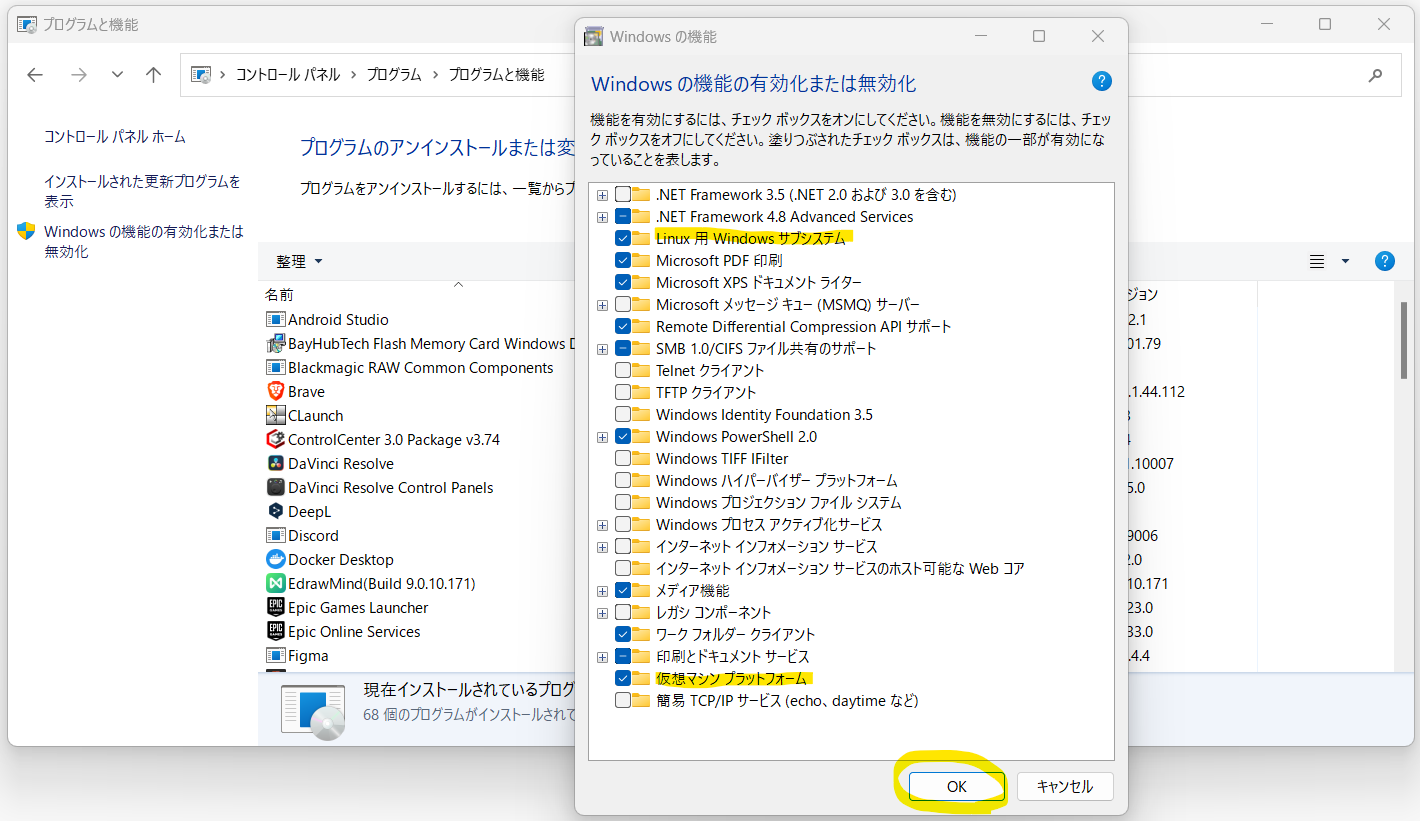 プログラムと機能
コントロール パネル › プログラム › プログラムと機能
コントロール パネル ホーム
インストールされた更新プログラムを
表示
Windows の機能の有効化または
無効化
プログラムのアンインストールまたは変
プログラムをアンインストールするには、一覧からプ
整理
名前
Android Studio
BayHubTech Flash Memory Card Windows D
Blackmagic RAW Common Components
Brave
CLaunch
ControlCenter 3.0 Package v3.74
DaVinci Resolve
DaVinci Resolve Control Panels
DeepL
Discord
Docker Desktop
EdrawMind(Build 9.0.10.171)
Epic Games Launcher
Epic Online Services
Figma
現在インストールされているプログ
68 個のプログラムがインストールされて
Windows の機能
Windows の機能の有効化または無効化
機能を有効にするには、チェック ボックスをオンにしてください。機能を無効にするには、チェッ
ク ボックスをオフにしてください。塗りつぶされたチェック ボックスは、機能の一部が有効にな
っていることを表します。
.NET Framework 3.5 (.NET 2.0 および 3.0 を含む)
.NET Framework 4.8 Advanced Services
Linux 用 Windows サブシステム
Microsoft PDF 印刷
Microsoft XPS ドキュメント ライター
Microsoft メッセージ キュー (MSMQ) サーバー
Remote Differential Compression API サポート
SMB 1.0/CIFS ファイル共有のサポート
Telnet クライアント
TFTP クライアント
Windows Identity Foundation 3.5
Windows PowerShell 2.0
Windows TIFF IFilter
Windows ハイパーバイザー プラットフォーム
Windows プロジェクション ファイル システム
Windows プロセス アクティブ化サービス
インターネット インフォメーション サービス
インターネット インフォメーション サービスのホスト可能な Web コア
メディア機能
レガシ コンポーネント
ワーク フォルダー クライアント
印刷とドキュメント サービス
仮想マシン プラットフォーム
簡易 TCP/IP サービス (echo、daytime など)
OK
キャンセル
ジョン
2.1
01.79
.1.44.112
.10007
5.0
9006
2.0
10.171
23.0
33.0
.4.4